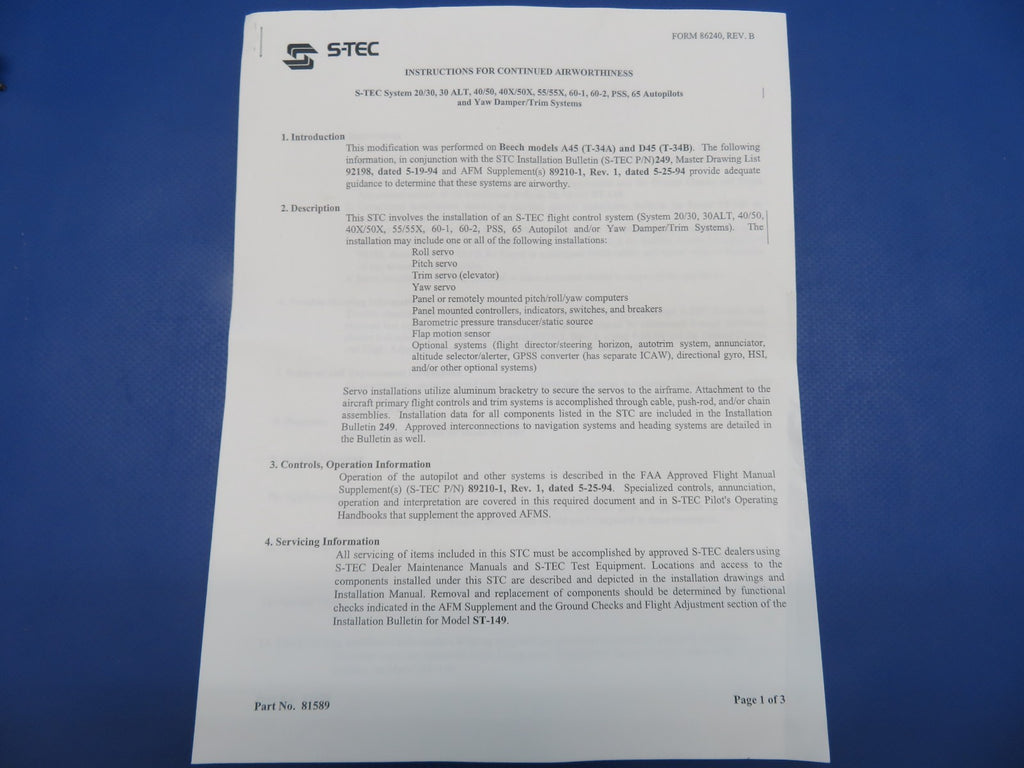 FORM 86240, REV. B
S-TEC
INSTRUCTIONS FOR CONTINUED AIRWORTHINESS
S-TEC System 20/30, 30 ALT, 40/50, 40X/50X, 55/55X, 60-1, 60-2, PSS, 65 Autopilots
and Yaw Damper/Trim Systems
1. Introduction
This modification was performed on Beech models A45 (T-34A) and D45 (T-34B). The following
information, in conjunction with the STC Installation Bulletin (S-TEC P/N)249, Master Drawing List
92198, dated 5-19-94 and AFM Supplement(s) 89210-1, Rev. 1, dated 5-25-94 provide adequate
guidance to determine that these systems are airworthy.
2. Description
This STC involves the installation of an S-TEC flight control system (System 20/30, 30ALT, 40/50,
40X/50X, 55/55X, 60-1, 60-2, PSS, 65 Autopilot and/or Yaw Damper/Trim Systems). The
installation may include one or all of the following installations:
Roll servo
Pitch servo
Trim servo (elevator)
Yaw servo
Panel or remotely mounted pitch/roll/yaw computers
Panel mounted controllers, indicators, switches, and breakers
Barometric pressure transducer/static source
Flap motion sensor
Optional systems (flight director/steering horizon, autotrim system, annunciator,
altitude selector/alerter, GPSS converter (has separate ICAW), directional gyro, HSI,
and/or other optional systems)
Servo installations utilize aluminum bracketry to secure the servos to the airframe. Attachment to the
aircraft primary flight controls and trim systems is accomplished through cable, push-rod, and/or chain
assemblies. Installation data for all components listed in the STC are included in the Installation
Bulletin 249. Approved interconnections to navigation systems and heading systems are detailed in
the Bulletin as well.
3. Controls, Operation Information
Operation of the autopilot and other systems is described in the FAA Approved Flight Manual
Supplement(s) (S-TEC P/N) 89210-1, Rev. 1, dated 5-25-94. Specialized controls, annunciation,
operation and interpretation are covered in this required document and in S-TEC Pilot's Operating
Handbooks that supplement the approved AFMS.
4. Servicing Information
All servicing of items included in this STC must be accomplished by approved S-TEC dealers using
S-TEC Dealer Maintenance Manuals and S-TEC Test Equipment. Locations and access to the
components installed under this STC are described and depicted in the installation drawings and
Installation Manual. Removal and replacement of components should be determined by functional
checks indicated in the AFM Supplement and the Ground Checks and Flight Adjustment section of the
Installation Bulletin for Model ST-149.
Part No. 81589
Page 1 of 3